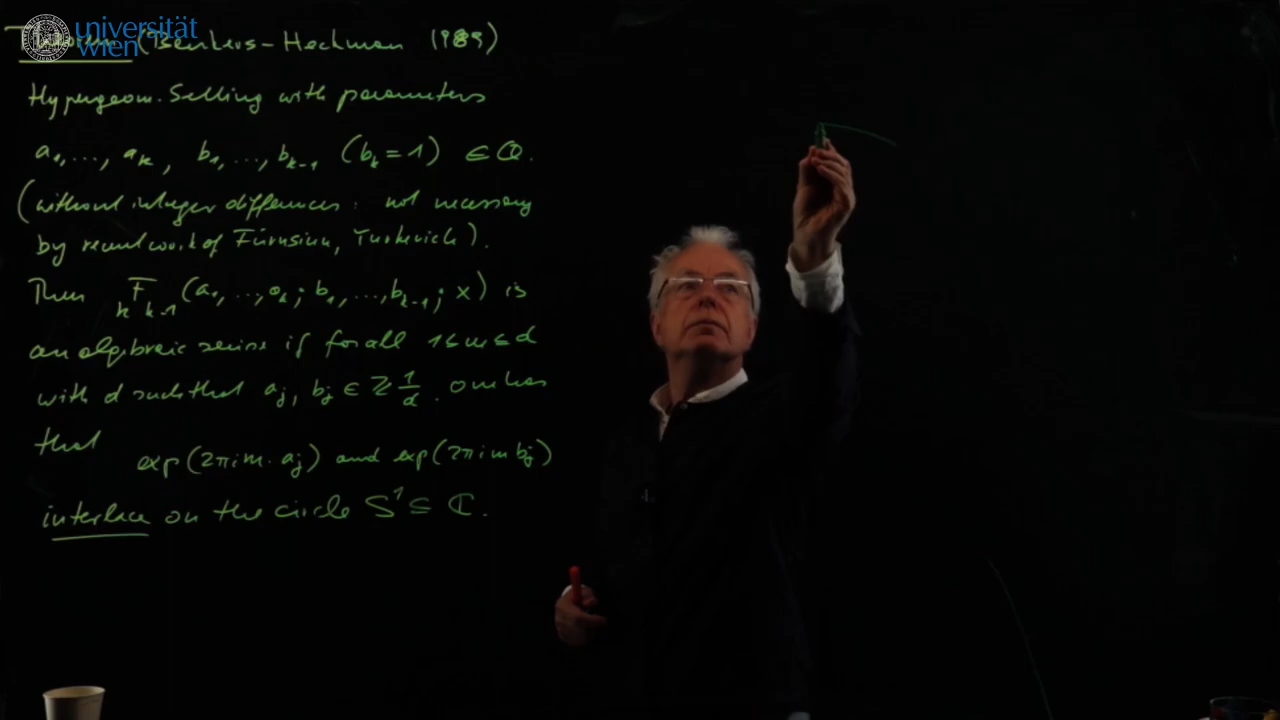 universität
wien
Theorem (Beukers-Heckman 1989)
Hypergeom. Setting with parameters
a₁,..., aₖ, b₁,..., bₖ₋₁ (bₖ=1) ∈ ℚ.
(without integer differences: not necessary
by recent work of Fürnsinn, Yurkevich).
Then ₖFₖ₋₁ (a₁,...,aₖ; b₁,...,bₖ₋₁; x) is
an algebraic series if for all 1≤m≤d
with d such that aⱼ, bⱼ ∈ ℤ 1/d one has
that
exp(2πim·aⱼ) and exp(2πim bⱼ)
interlace on the circle S¹ ⊆ ℂ.